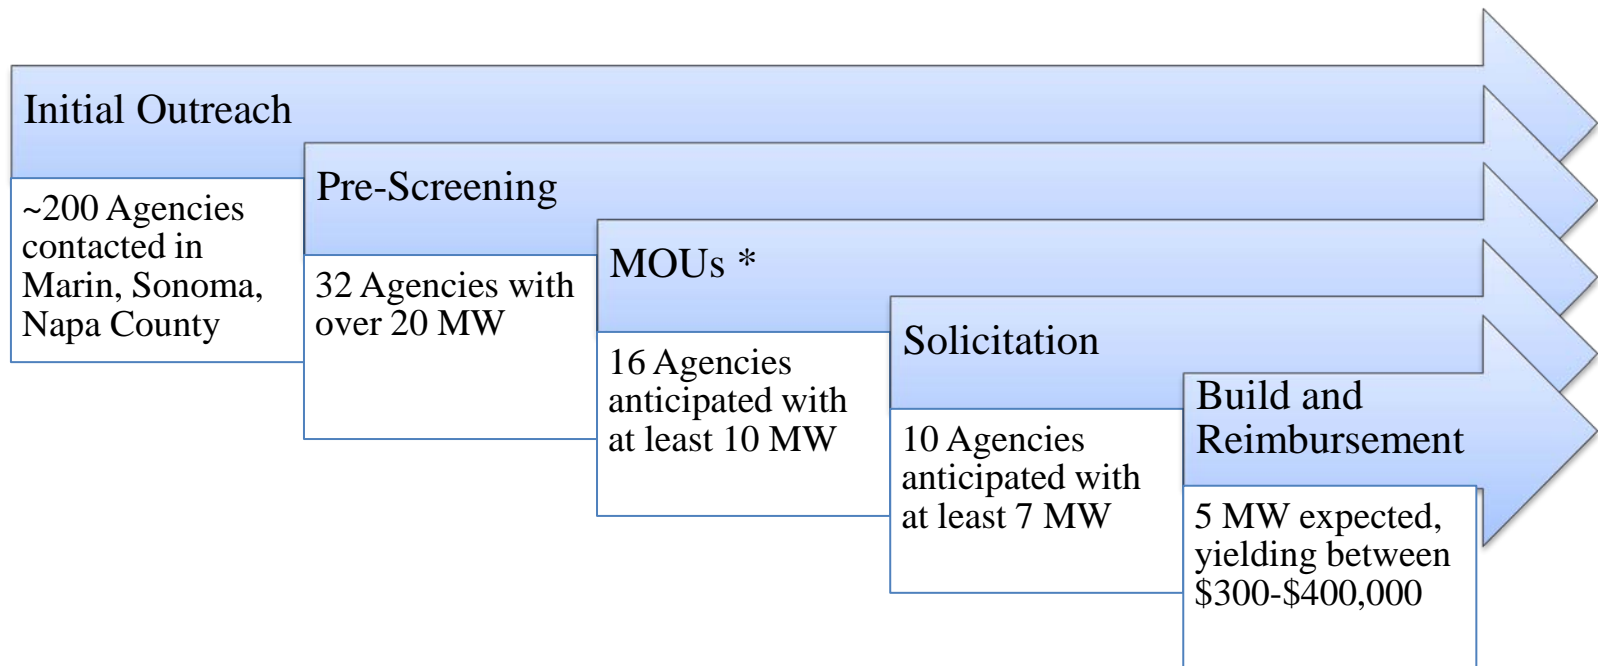 Initial Outreach
~200 Agencies
contacted in
Marin, Sonoma,
Napa County
Pre-Screening
32 Agencies with
over 20 MW
MOUs *
16 Agencies
anticipated with
at least 10 MW
Solicitation
10 Agencies
anticipated with
at least 7 MW
Build and
Reimbursement
5 MW expected,
yielding between
$300-$400,000